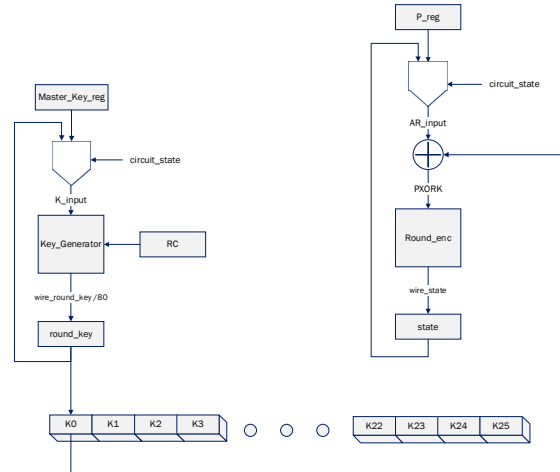 P_reg
circuit_state
AR_input
PXORK
Round_enc
wire_state
state
Master_Key_reg
circuit_state
K_input
Key_Generator
RC
wire_round_key/80
round_key
K0 K1 K2 K3 K22 K23 K24 K25